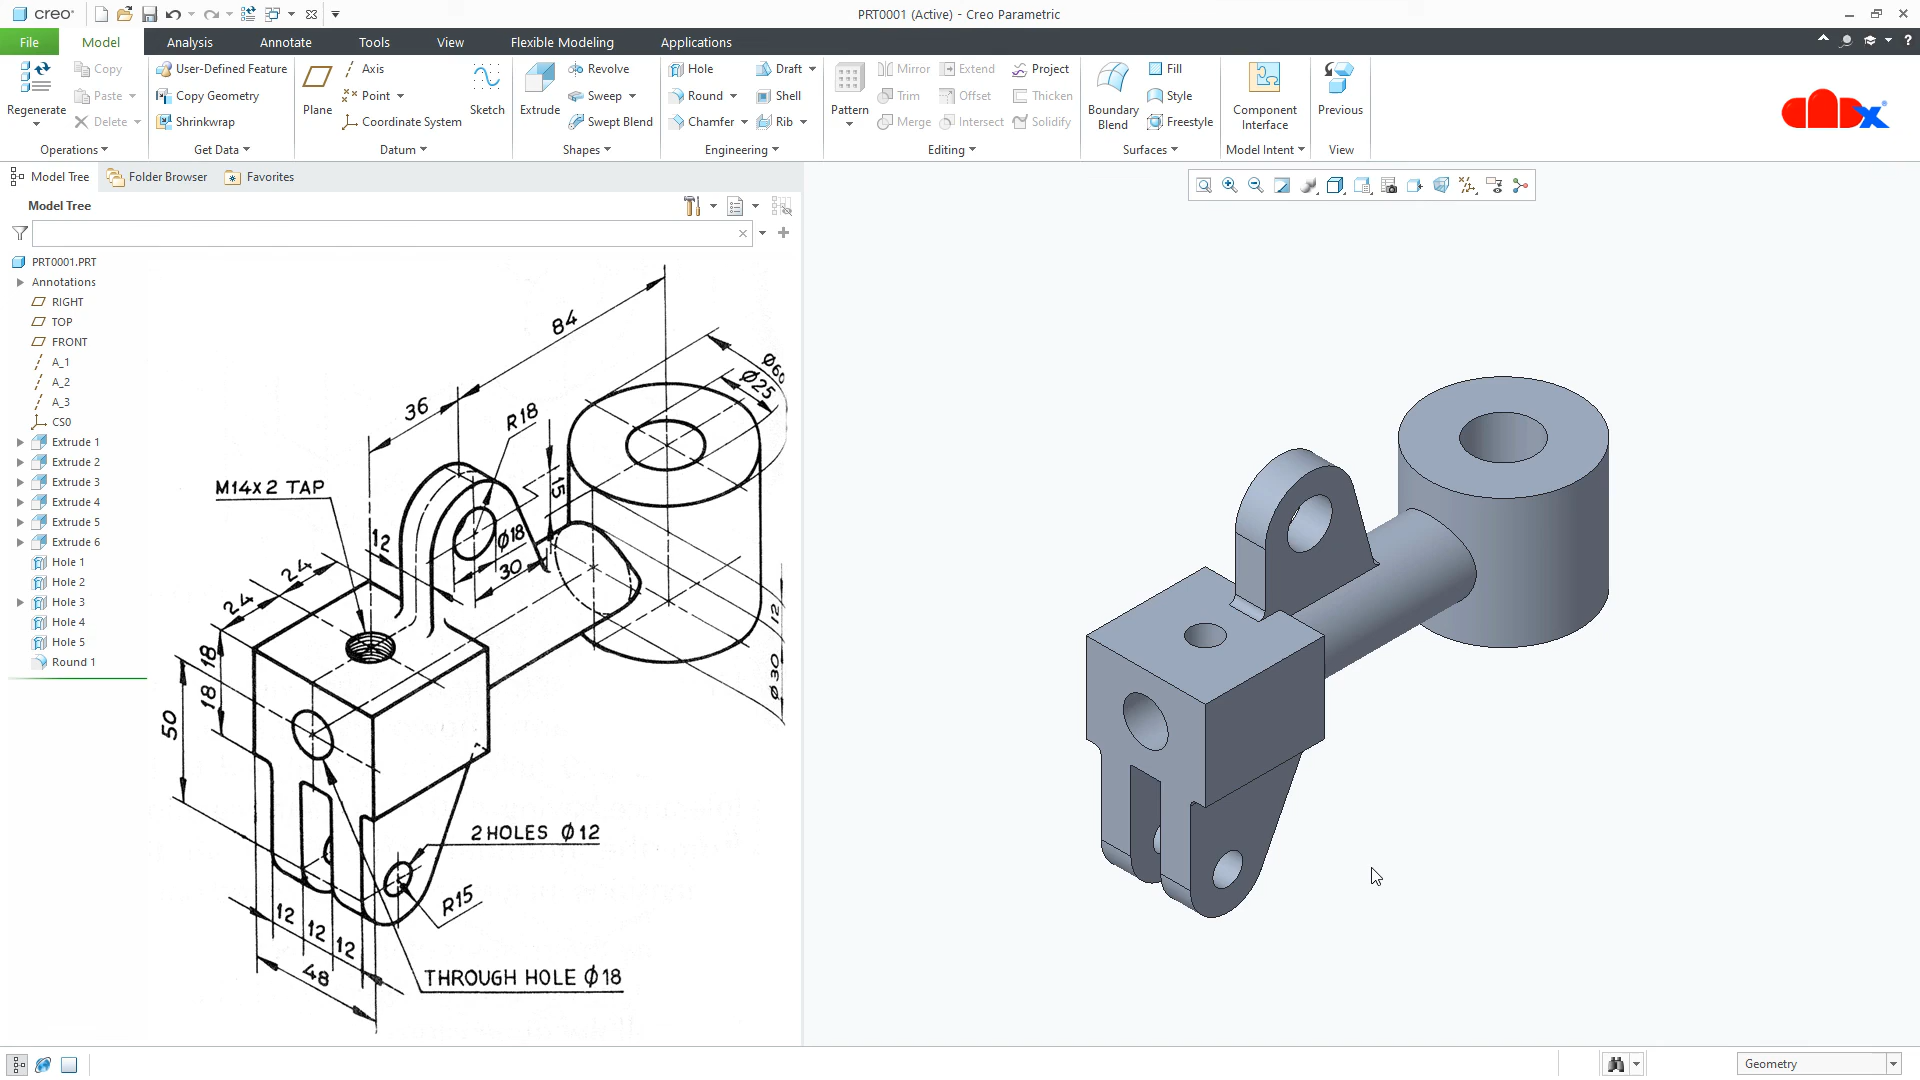 creo
PRT0001 (Active) - Creo Parametric
File
Model
Analysis
Annotate
Tools
View
Flexible Modeling
Applications
Regenerate
Copy
Paste
Delete
Operations
User-Defined Feature
Copy Geometry
Shrinkwrap
Get Data
Plane
Axis
Point
Coordinate System
Sketch
Datum
Extrude
Revolve
Sweep
Swept Blend
Shapes
Hole
Round
Chamfer
Draft
Shell
Rib
Engineering
Pattern
Mirror
Trim
Merge
Extend
Offset
Intersect
Project
Thicken
Solidify
Editing
Boundary
Blend
Fill
Style
Freestyle
Surfaces
Component
Interface
Model Intent
Previous
View
Model Tree
Folder Browser
Favorites
Model Tree
PRT0001.PRT
Annotations
RIGHT
TOP
FRONT
A_1
A_2
A_3
CS0
Extrude 1
Extrude 2
Extrude 3
Extrude 4
Extrude 5
Extrude 6
Hole 1
Hole 2
Hole 3
Hole 4
Hole 5
Round 1
84
Ø60
Ø25
36
R18
15
M14x2 TAP
12
Ø18
30
24
24
18
18
50
12
Ø30
2 HOLES Ø12
R15
12
12
12
48
THROUGH HOLE Ø18
Geometry